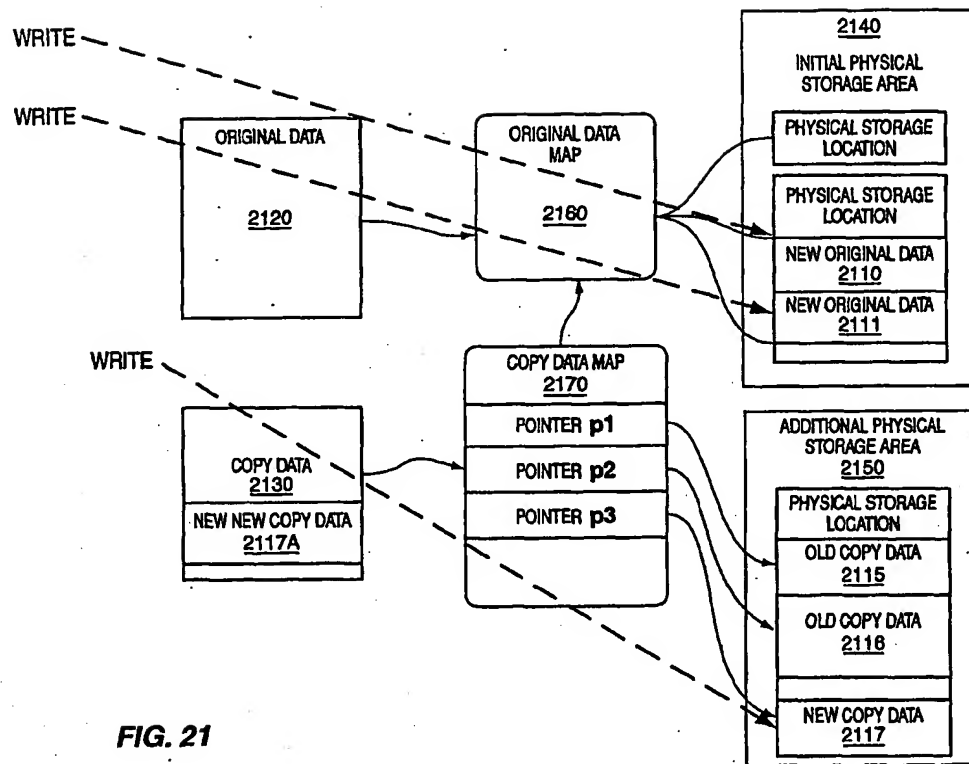 WRITE
WRITE
ORIGINAL DATA
2120
ORIGINAL DATA
MAP
2160
2140
INITIAL PHYSICAL
STORAGE AREA
PHYSICAL STORAGE
LOCATION
PHYSICAL STORAGE
LOCATION
NEW ORIGINAL DATA
2110
NEW ORIGINAL DATA
2111
WRITE
COPY DATA
2130
NEW NEW COPY DATA
2117A
COPY DATA MAP
2170
POINTER p1
POINTER p2
POINTER p3
ADDITIONAL PHYSICAL
STORAGE AREA
2150
PHYSICAL STORAGE
LOCATION
OLD COPY DATA
2115
OLD COPY DATA
2116
NEW COPY DATA
2117
FIG. 21